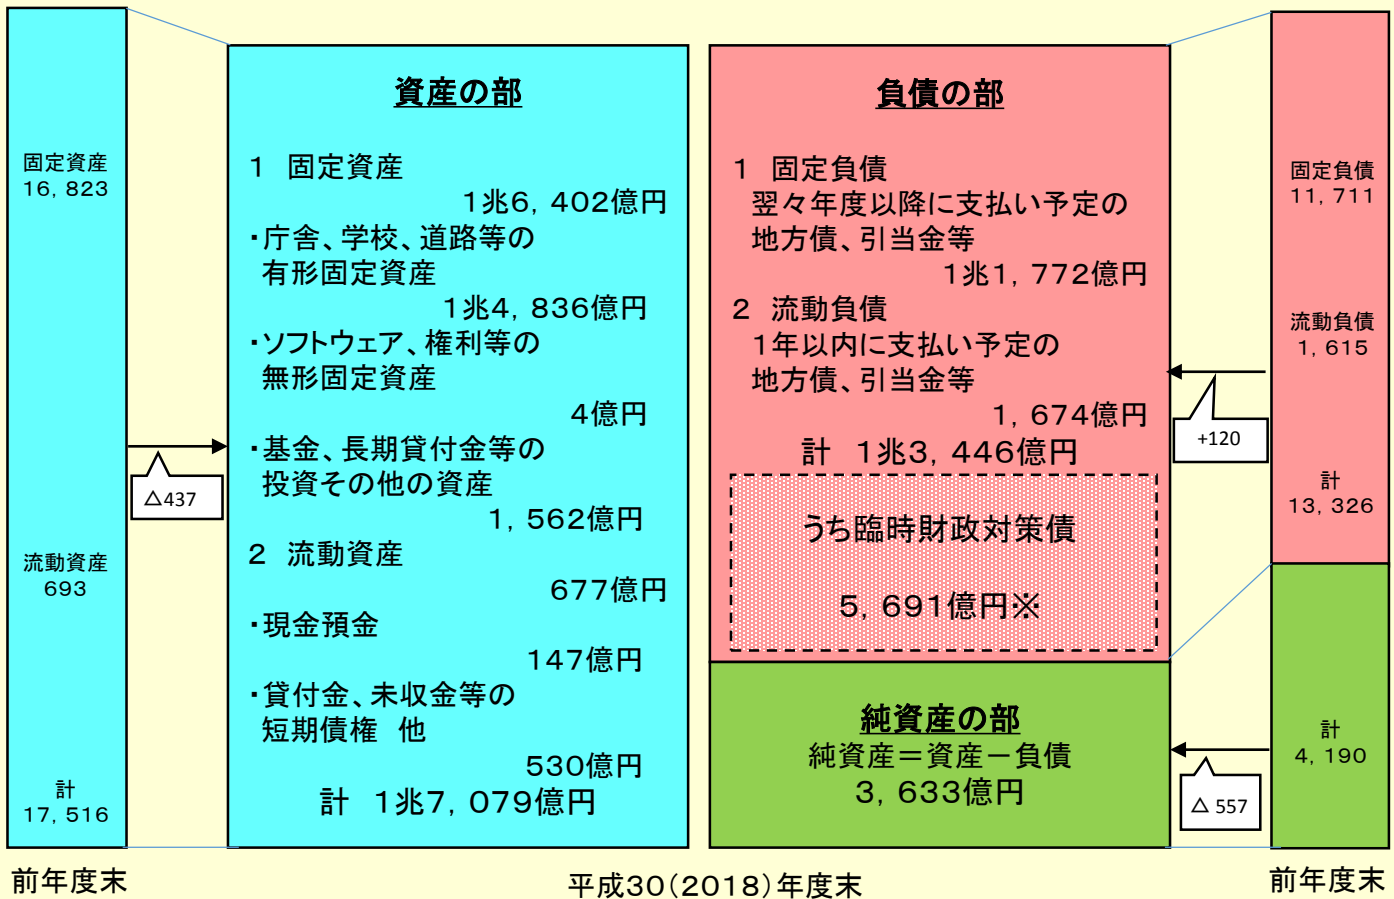 固定資産
16，823
流動資産
693
計
17，516
前年度末
△437
資産の部
１　固定資産
１兆６，４０２億円
・庁舎、学校、道路等の
有形固定資産
１兆４，８３６億円
・ソフトウェア、権利等の
無形固定資産
４億円
・基金、長期貸付金等の
投資その他の資産
１，５６２億円
２　流動資産
６７７億円
・現金預金
１４７億円
・貸付金、未収金等の
短期債権　他
５３０億円
計　１兆７，０７９億円
負債の部
１　固定負債
翌々年度以降に支払い予定の
地方債、引当金等
１兆１，７７２億円
２　流動負債
１年以内に支払い予定の
地方債、引当金等
１，６７４億円
計　１兆３，４４６億円
うち臨時財政対策債
５，６９１億円※
純資産の部
純資産＝資産－負債
３，６３３億円
平成３０（２０１８）年度末
+120
△ 557
固定負債
11，711
流動負債
1，615
計
13，326
計
4，190
前年度末